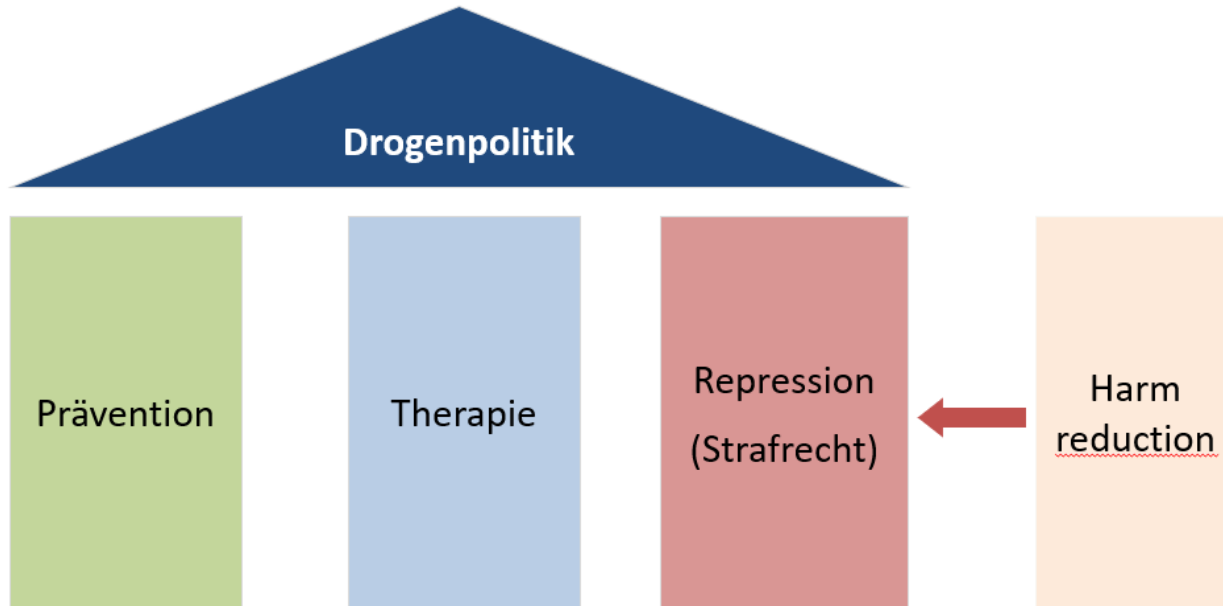 Drogenpolitik
Prävention
Therapie
Repression
(Strafrecht)
Harm
reduction